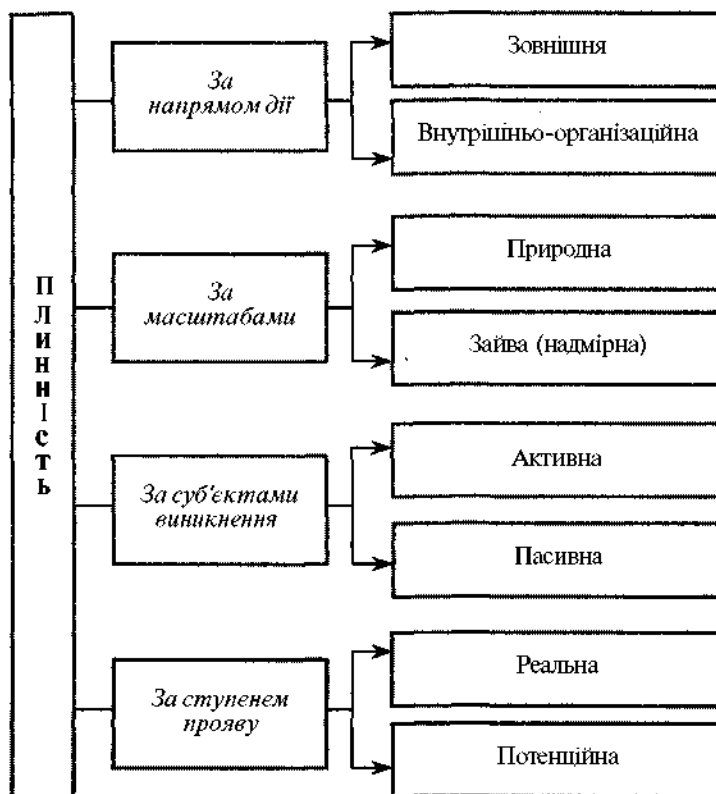 Плинність
За
напрямом дії
Зовнішня
Внутрішньо-організаційна
За
масштабами
Природна
Зайва (надмірна)
За суб'єктами
виникнення
Активна
Пасивна
За ступенем
прояву
Реальна
Потенційна